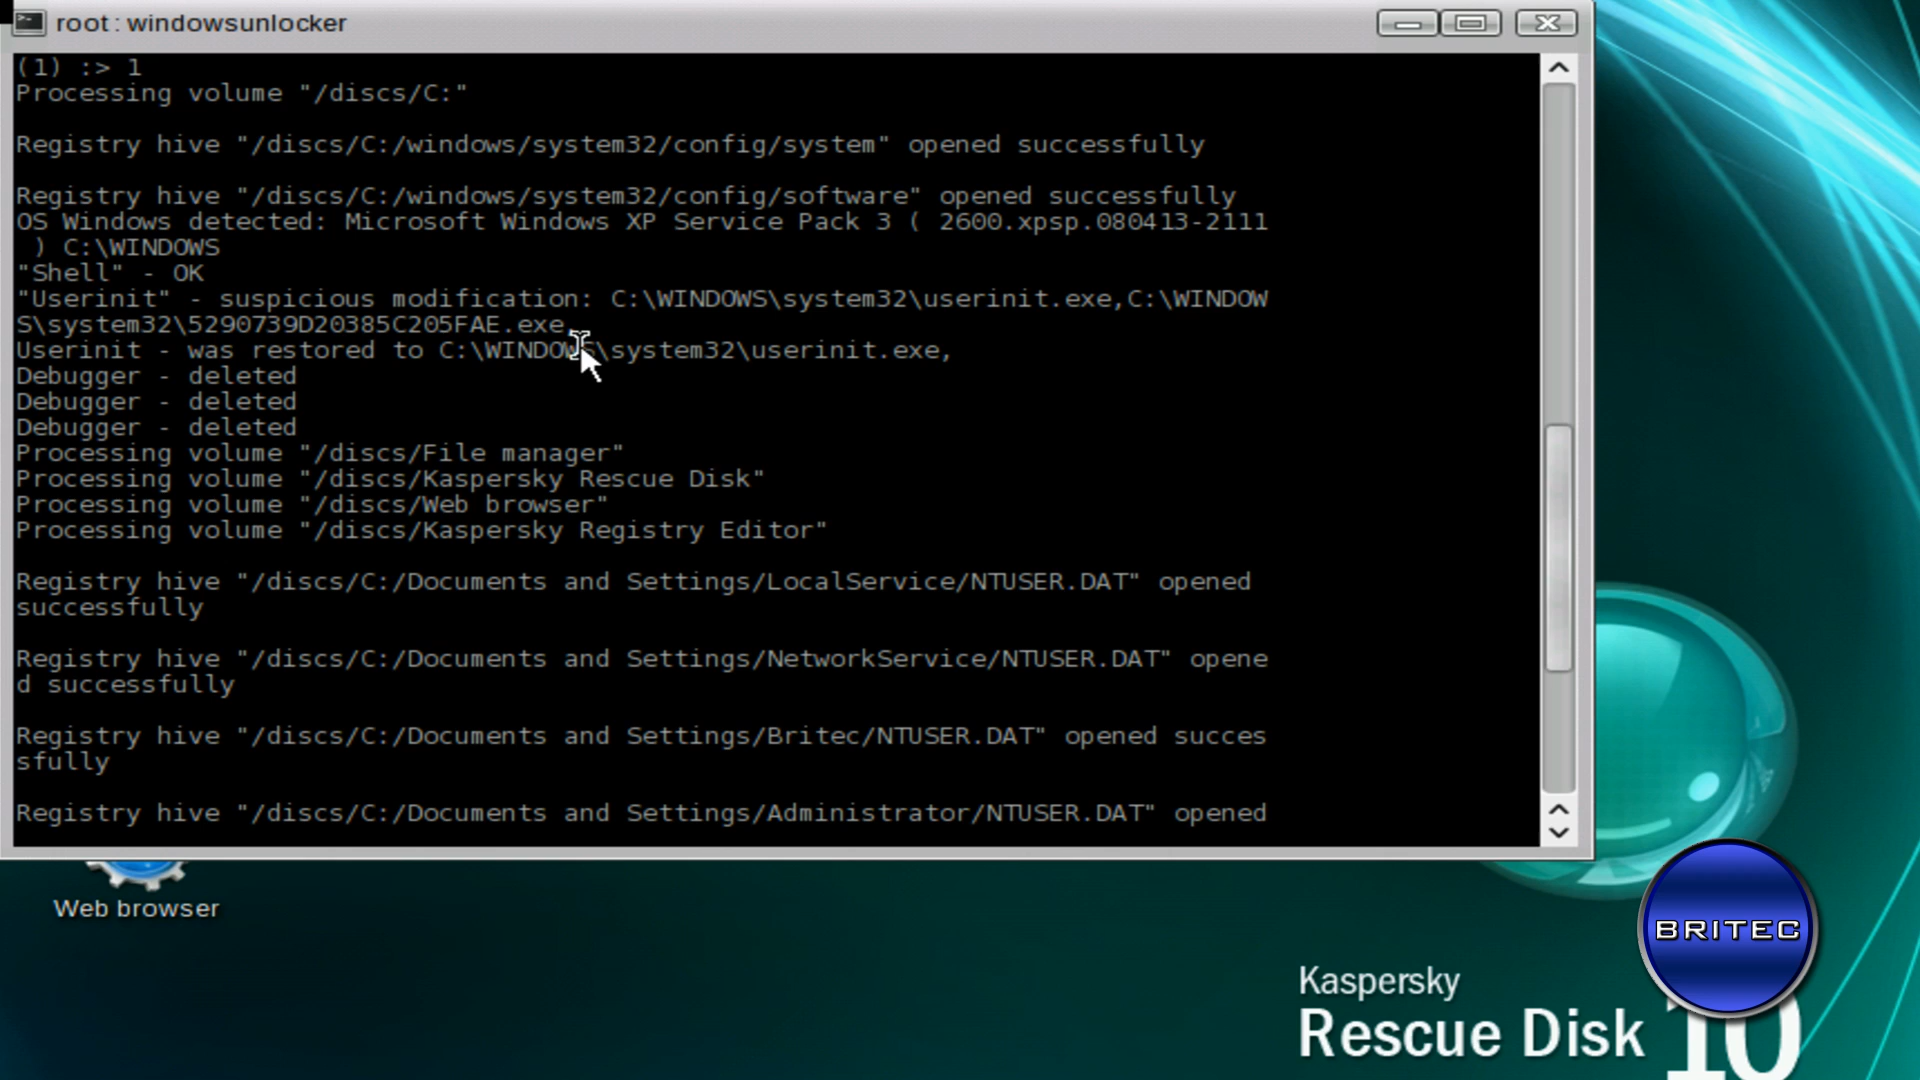 root : windowsunlocker
(1) :> 1
Processing volume "/discs/C:"
Registry hive "/discs/C:/windows/system32/config/system" opened successfully
Registry hive "/discs/C:/windows/system32/config/software" opened successfully
OS Windows detected: Microsoft Windows XP Service Pack 3 ( 2600.xpsp.080413-2111
 ) C:\WINDOWS
"Shell" - OK
"Userinit" - suspicious modification: C:\WINDOWS\system32\userinit.exe,C:\WINDOW
S\system32\5290739D20385C205FAE.exe,
Userinit - was restored to C:\WINDOWS\system32\userinit.exe,
Debugger - deleted
Debugger - deleted
Debugger - deleted
Processing volume "/discs/File manager"
Processing volume "/discs/Kaspersky Rescue Disk"
Processing volume "/discs/Web browser"
Processing volume "/discs/Kaspersky Registry Editor"
Registry hive "/discs/C:/Documents and Settings/LocalService/NTUSER.DAT" opened
successfully
Registry hive "/discs/C:/Documents and Settings/NetworkService/NTUSER.DAT" opene
d successfully
Registry hive "/discs/C:/Documents and Settings/Britec/NTUSER.DAT" opened succes
sfully
Registry hive "/discs/C:/Documents and Settings/Administrator/NTUSER.DAT" opened
Web browser
BRITEC
Kaspersky
Rescue Disk 10